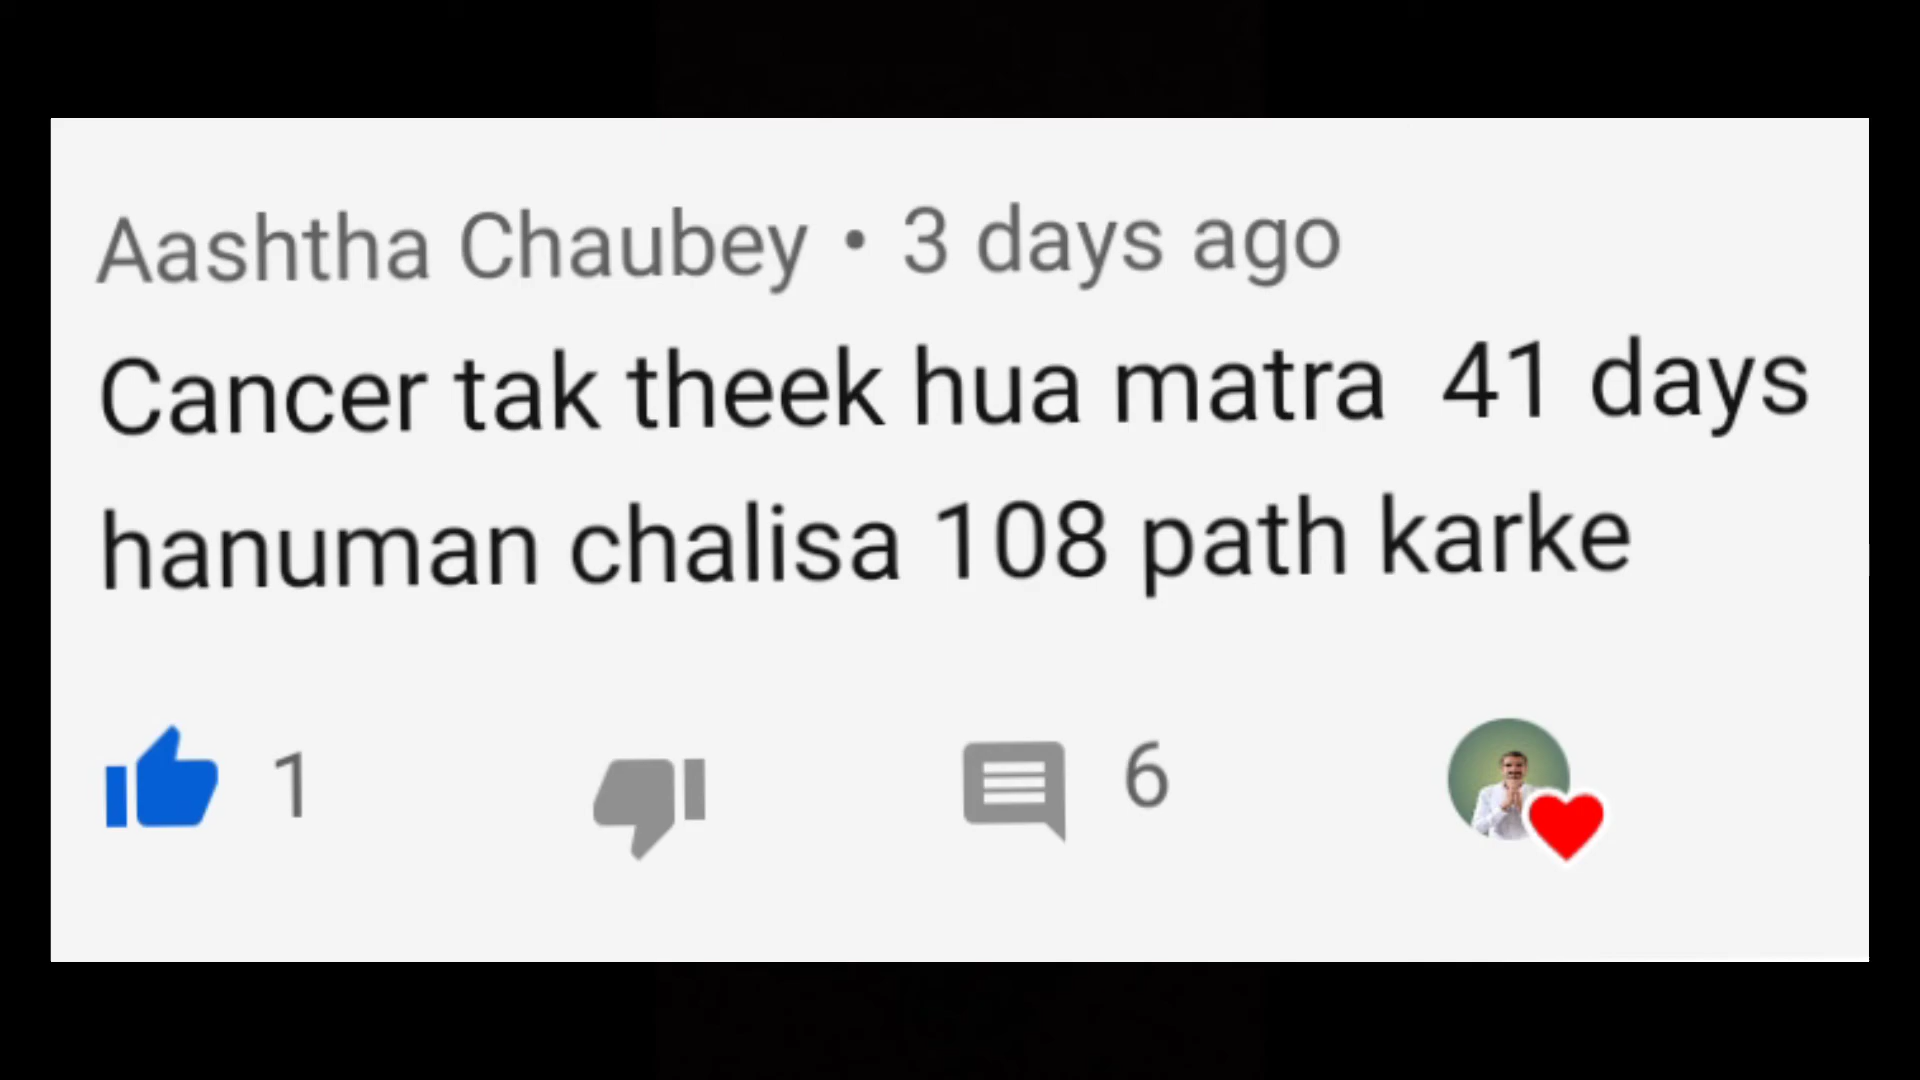 Aashtha Chaubey • 3 days ago
Cancer tak theek hua matra 41 days
hanuman chalisa 108 path karke
1 6